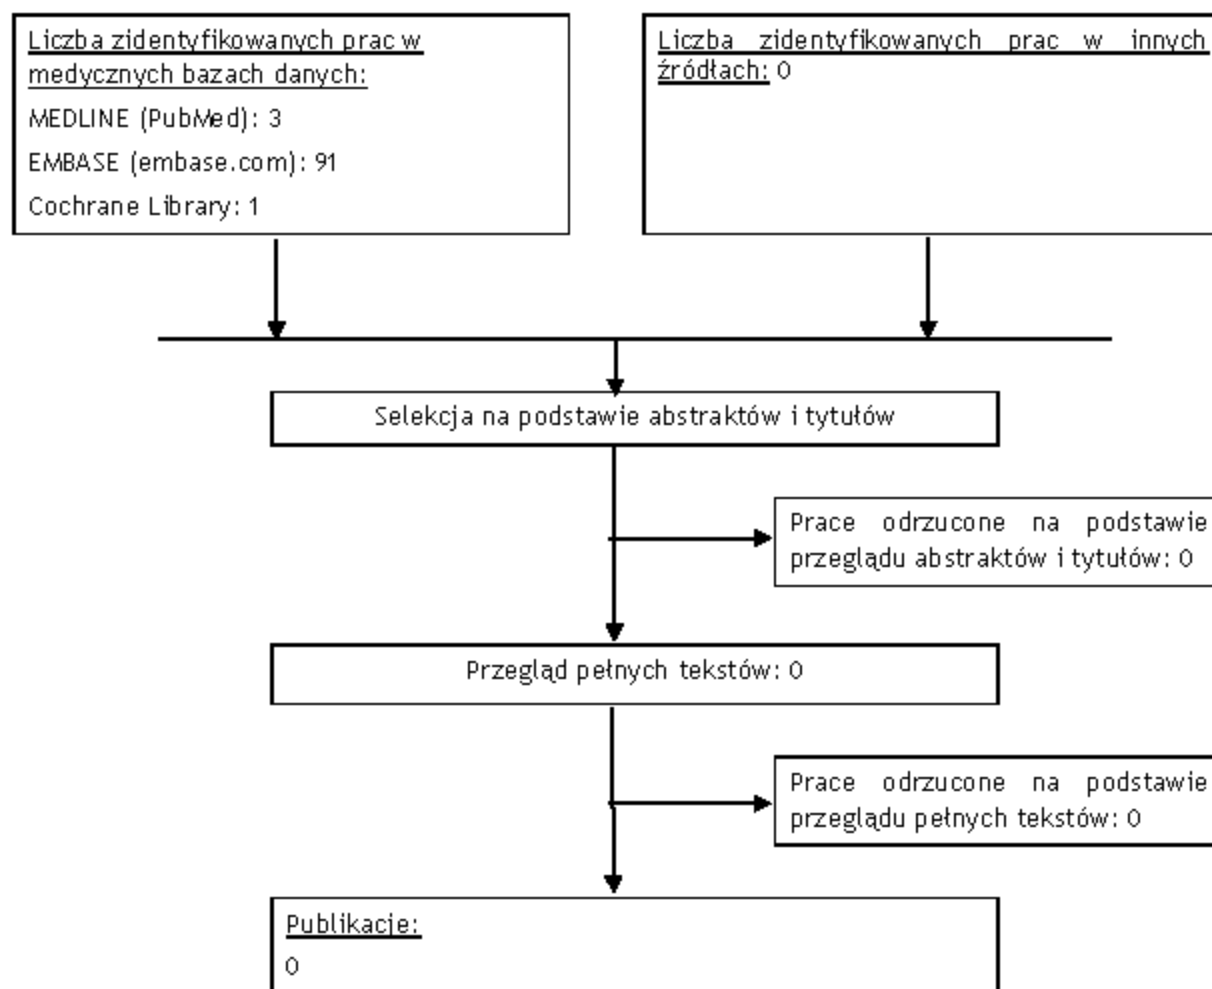 Liczba zidentyfikowanych prac w
medycznych bazach danych:
MEDLINE (PubMed): 3
EMBASE (embase.com): 91
Cochrane Library: 1
Liczba zidentyfikowanych prac w innych
źródłach: 0
Selekcja na podstawie abstraktów i tytułów
Prace odrzucone na podstawie
przeglądu abstraktów i tytułów: 0
Przegląd pełnych tekstów: 0
Prace odrzucone na podstawie
przeglądu pełnych tekstów: 0
Publikacje:
0